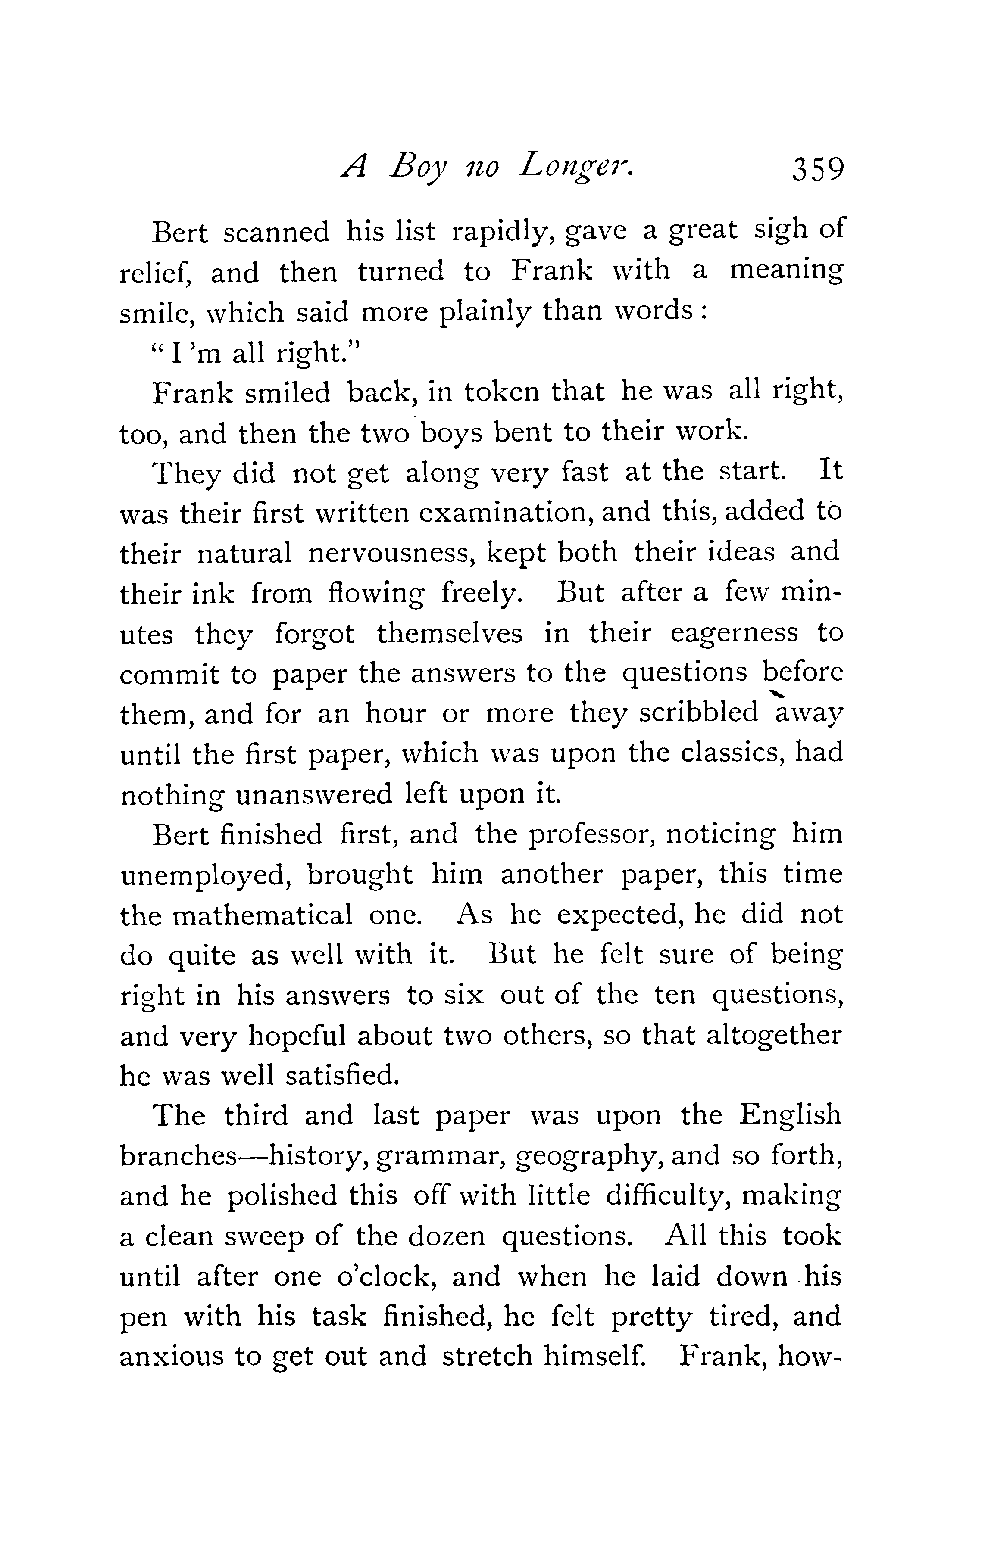 A Boy no Longer. 359
Bert scanned his list rapidly, gave a great sigh of
relief, and then turned to Frank with a meaning
smile, which said more plainly than words :
“ I 'm all right.”
Frank smiled back, in token that he was all right,
too, and then the two boys bent to their work.
They did not get along very fast at the start. It
was their first written examination, and this, added to
their natural nervousness, kept both their ideas and
their ink from flowing freely. But after a few min-
utes they forgot themselves in their eagerness to
commit to paper the answers to the questions before
them, and for an hour or more they scribbled away
until the first paper, which was upon the classics, had
nothing unanswered left upon it.
Bert finished first, and the professor, noticing him
unemployed, brought him another paper, this time
the mathematical one. As he expected, he did not
do quite as well with it. But he felt sure of being
right in his answers to six out of the ten questions,
and very hopeful about two others, so that altogether
he was well satisfied.
The third and last paper was upon the English
branches—history, grammar, geography, and so forth,
and he polished this off with little difficulty, making
a clean sweep of the dozen questions. All this took
until after one o'clock, and when he laid down his
pen with his task finished, he felt pretty tired, and
anxious to get out and stretch himself. Frank, how-